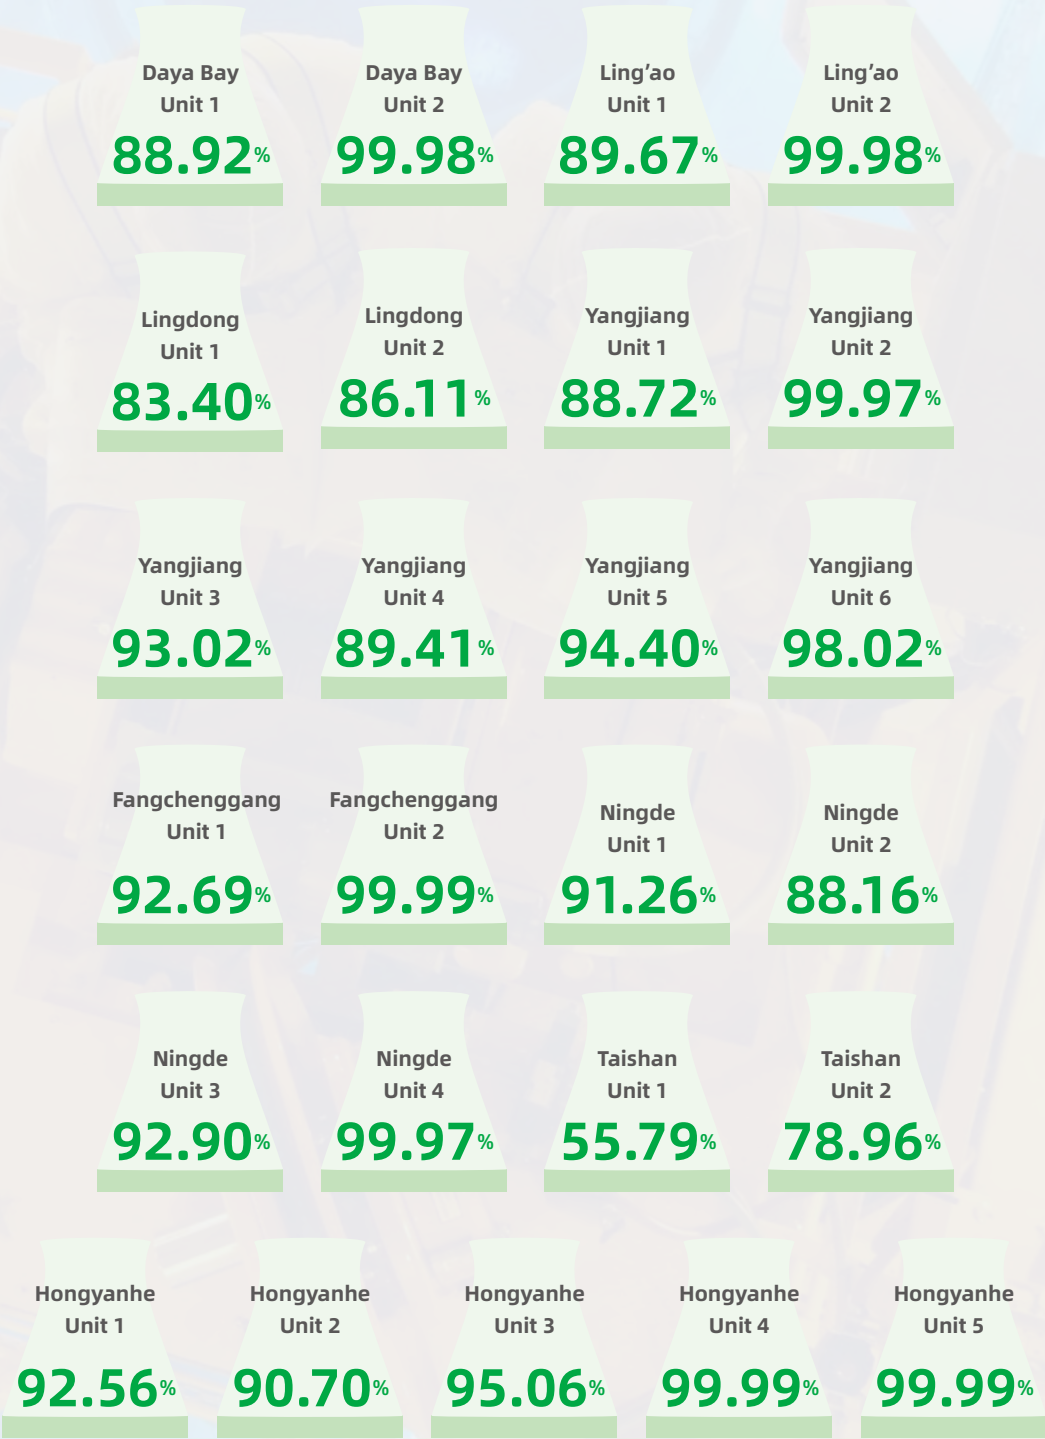 Daya Bay
Unit 1
88.92%
Daya Bay
Unit 2
99.98%
Ling’ao
Unit 1
89.67%
Ling’ao
Unit 2
99.98%
Lingdong
Unit 1
83.40%
Lingdong
Unit 2
86.11%
Yangjiang
Unit 1
88.72%
Yangjiang
Unit 2
99.97%
Yangjiang
Unit 3
93.02%
Yangjiang
Unit 4
89.41%
Yangjiang
Unit 5
94.40%
Yangjiang
Unit 6
98.02%
Fangchenggang
Unit 1
92.69%
Fangchenggang
Unit 2
99.99%
Ningde
Unit 1
91.26%
Ningde
Unit 2
88.16%
Ningde
Unit 3
92.90%
Ningde
Unit 4
99.97%
Taishan
Unit 1
55.79%
Taishan
Unit 2
78.96%
Hongyanhe
Unit 1
92.56%
Hongyanhe
Unit 2
90.70%
Hongyanhe
Unit 3
95.06%
Hongyanhe
Unit 4
99.99%
Hongyanhe
Unit 5
99.99%